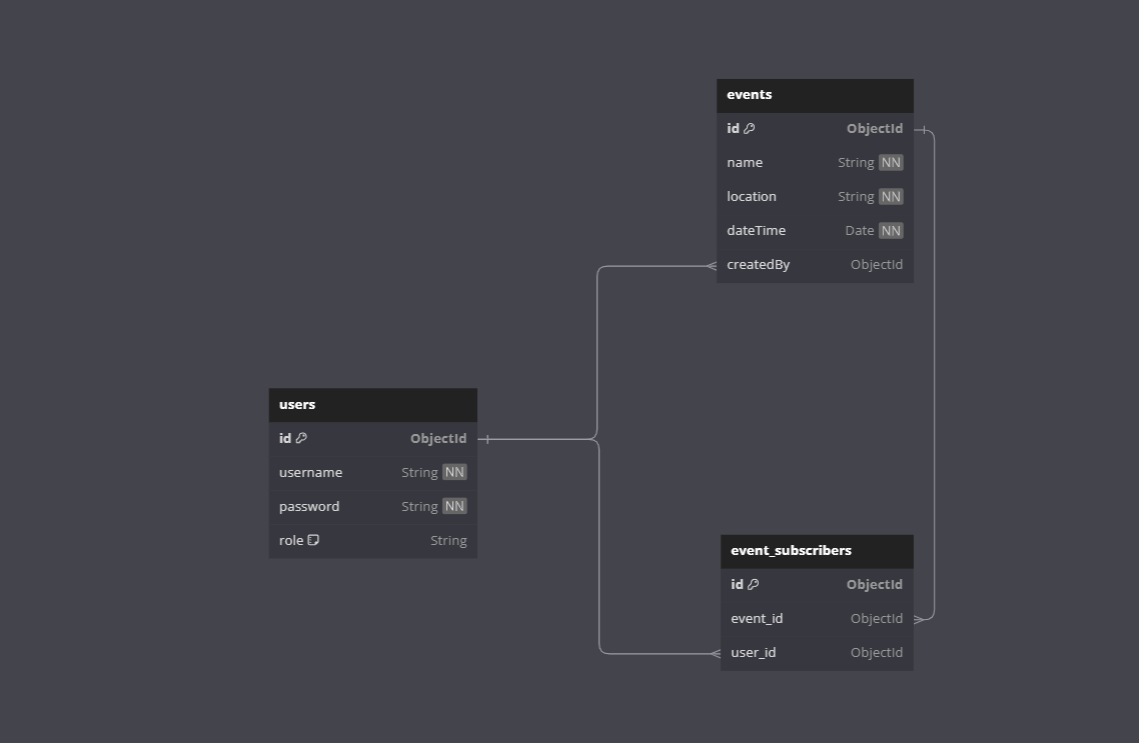 events
id ObjectId
name String NN
location String NN
dateTime Date NN
createdBy ObjectId
users
id ObjectId
username String NN
password String NN
role String
event_subscribers
id ObjectId
event_id ObjectId
user_id ObjectId